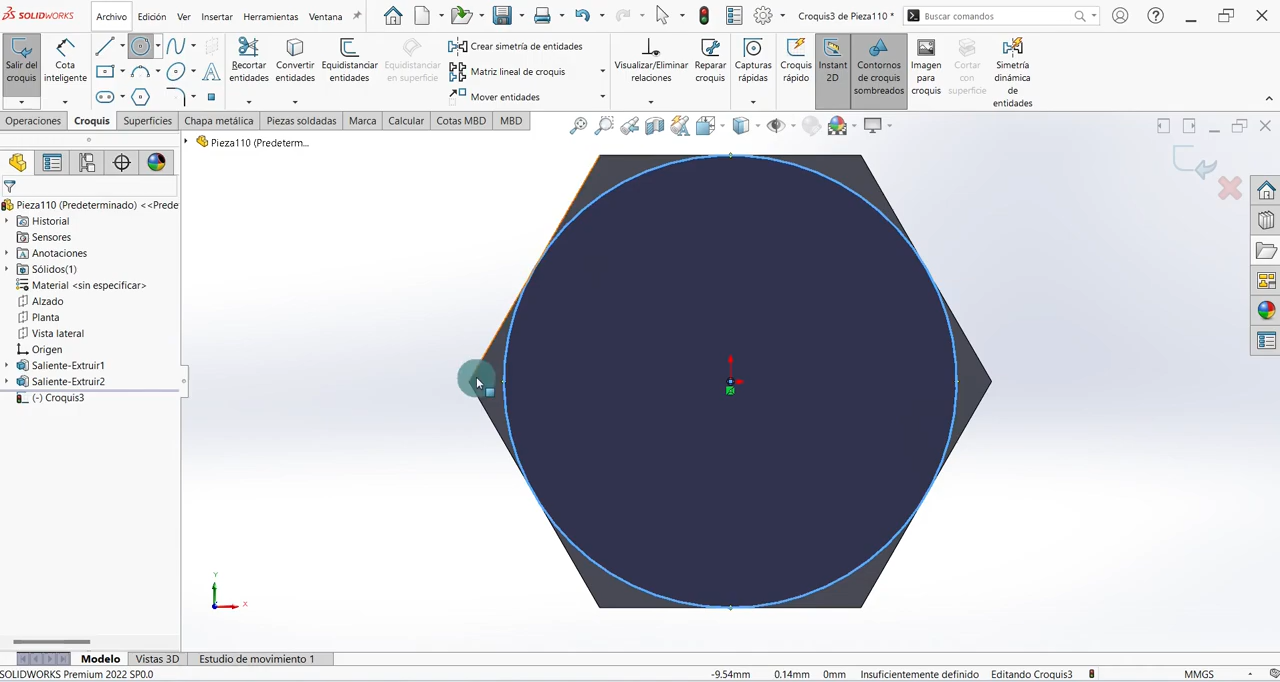 SOLIDWORKS
Archivo Edición Ver Insertar Herramientas Ventana
Croquis3 de Pieza110 *
Buscar comandos
Salir del croquis
Cota inteligente
Recortar entidades
Convertir entidades
Equidistanciar entidades
Equidistanciar en superficie
Crear simetría de entidades
Matriz lineal de croquis
Mover entidades
Visualizar/Eliminar relaciones
Reparar croquis
Capturas rápidas
Croquis rápido
Instant 2D
Contornos de croquis sombreados
Imagen para croquis
Cortar con superficie
Simetría dinámica de entidades
Operaciones Croquis Superficies Chapa metálica Piezas soldadas Marca Calcular Cotas MBD MBD
Pieza110 (Predeterm...
Pieza110 (Predeterminado) <<Prede
Historial
Sensores
Anotaciones
Sólidos(1)
Material <sin especificar>
Alzado
Planta
Vista lateral
Origen
Saliente-Extruir1
Saliente-Extruir2
(-) Croquis3
Y
X
Modelo Vistas 3D Estudio de movimiento 1
SOLIDWORKS Premium 2022 SP0.0
-9.54mm 0.14mm 0mm Insuficientemente definido Editando Croquis3 MMGS